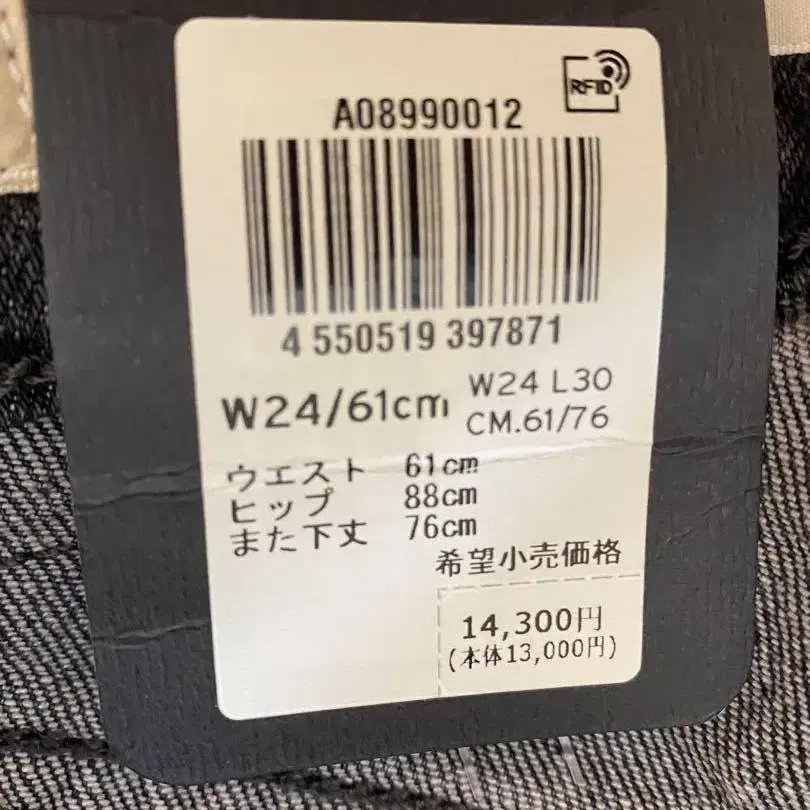 RFID
A08990012
4 550519 397871
W24/61cm
W24 L30
CM.61/76
ウエスト 61cm
ヒップ 88cm
また下丈 76cm
希望小売価格
14,300円
(本体13,000円)